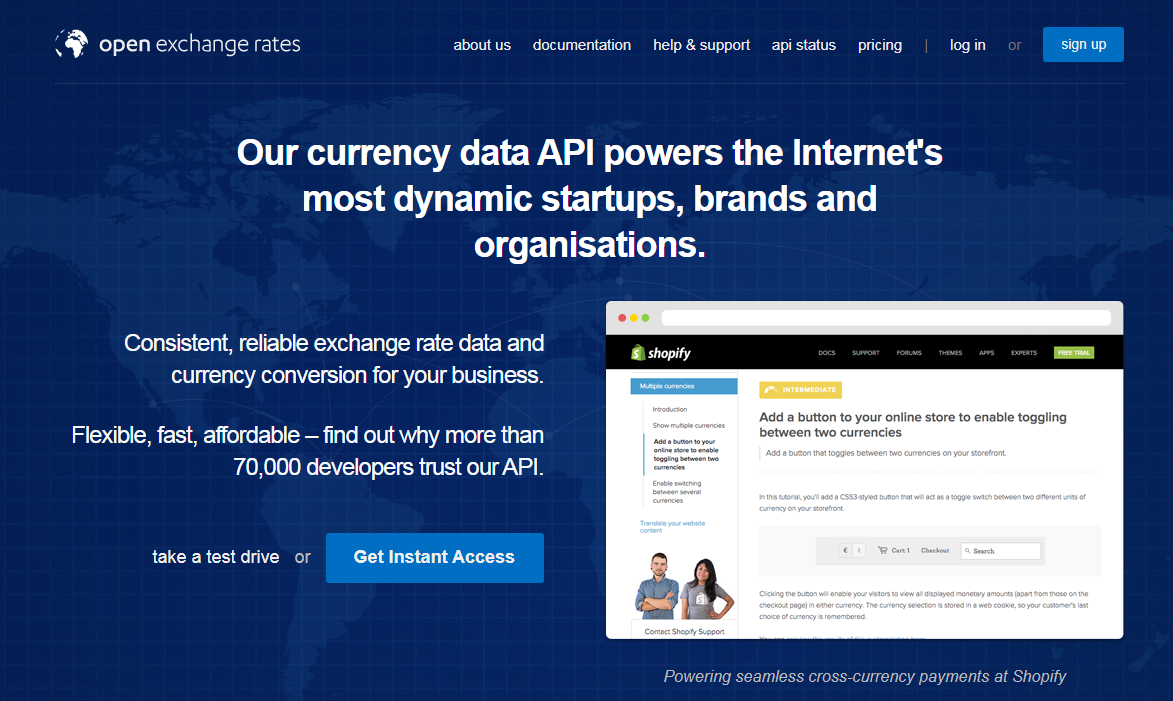 open exchange rates
about us documentation help & support api status pricing | log in or sign up
Our currency data API powers the Internet's
most dynamic startups, brands and
organisations.
Consistent, reliable exchange rate data and
currency conversion for your business.
Flexible, fast, affordable – find out why more than
70,000 developers trust our API.
take a test drive or Get Instant Access
shopify
DOCS SUPPORT FORUMS THEMES APPS EXPERTS FREE TRIAL
Multiple currencies
Introduction
Show multiple currencies
Add a button to your
online store to enable
toggling between two
currencies
Enable switching
between several
currencies
Translate your website
content
Contact Shopify Support
INTERMEDIATE
Add a button to your online store to enable toggling
between two currencies
Add a button that toggles between two currencies on your storefront.
In this tutorial, you'll add a CSS3-styled button that will act as a toggle switch between two different units of
currency on your storefront.
€ Cart 1 Checkout Search
Clicking the button will enable your visitors to view all displayed monetary amounts (apart from those on the
checkout page) in either currency. The currency selection is stored in a web cookie, so your customer's last
choice of currency is remembered.
Powering seamless cross-currency payments at Shopify